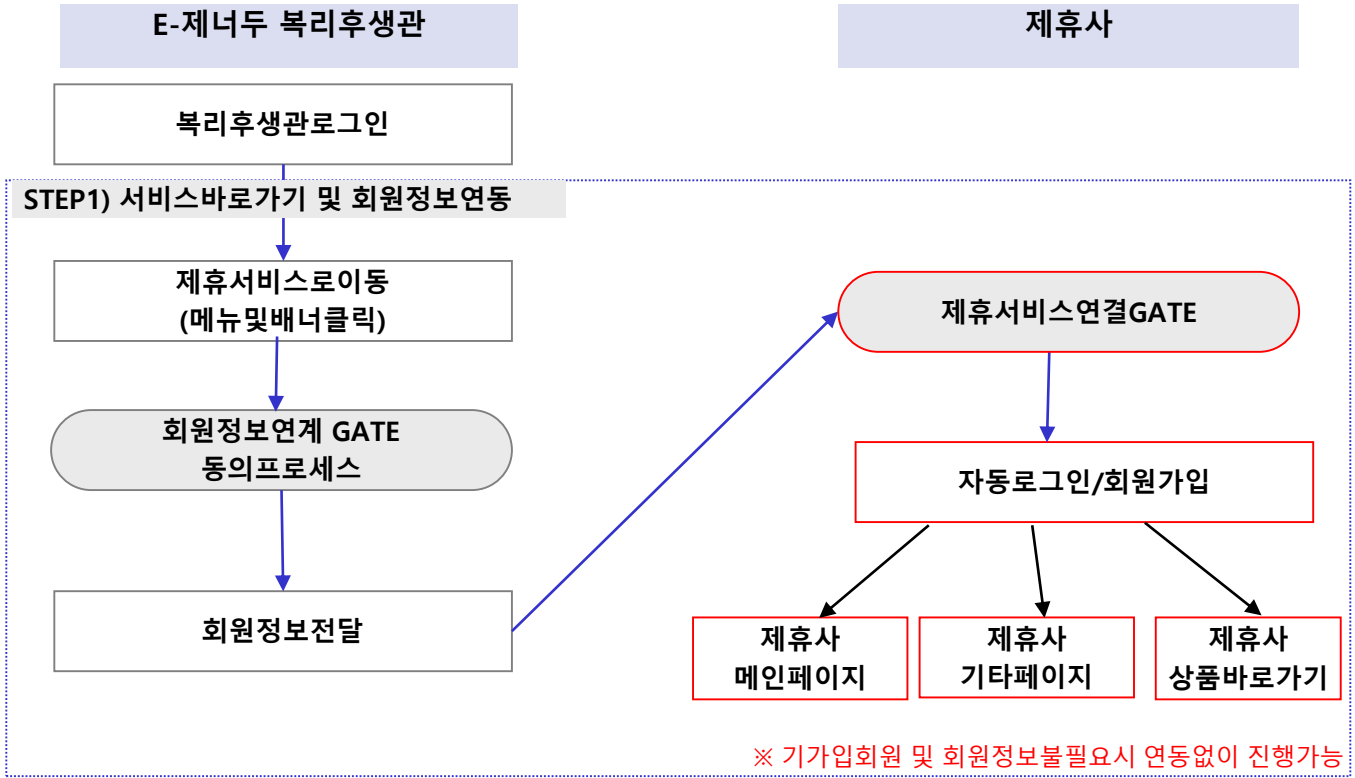 E-제너두 복리후생관
제휴사
복리후생관로그인
STEP1) 서비스바로가기 및 회원정보연동
제휴서비스로이동
(메뉴및배너클릭)
회원정보연계 GATE
동의프로세스
회원정보전달
제휴서비스연결GATE
자동로그인/회원가입
제휴사
메인페이지
제휴사
기타페이지
제휴사
상품바로가기
※ 기가입회원 및 회원정보불필요시 연동없이 진행가능